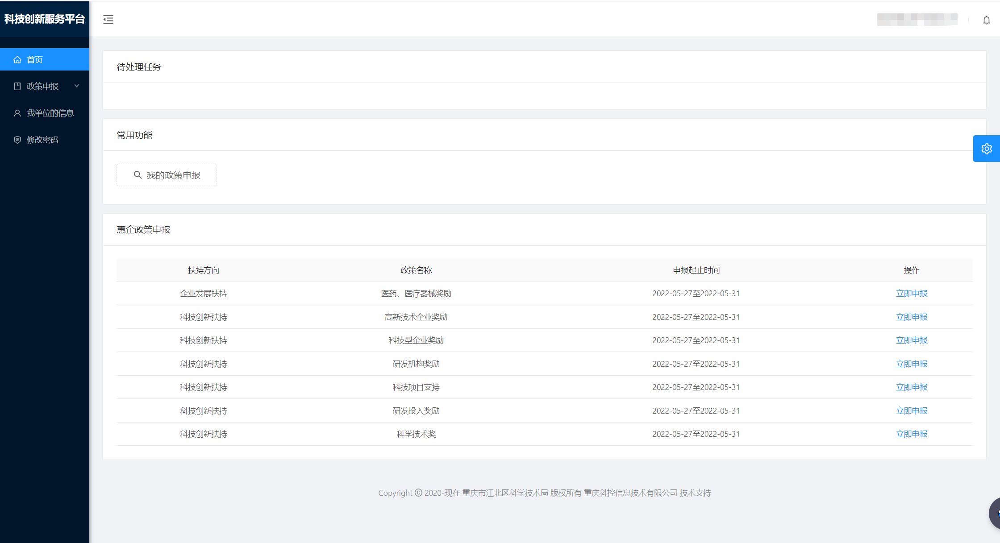 科技创新服务平台
首页
政策申报
我单位的信息
修改密码
待处理任务
常用功能
我的政策申报
惠企政策申报
扶持方向 政策名称 申报起止时间 操作
企业发展扶持 医药、医疗器械奖励 2022-05-27至2022-05-31 立即申报
科技创新扶持 高新技术企业奖励 2022-05-27至2022-05-31 立即申报
科技创新扶持 科技型企业奖励 2022-05-27至2022-05-31 立即申报
科技创新扶持 研发机构奖励 2022-05-27至2022-05-31 立即申报
科技创新扶持 科技项目支持 2022-05-27至2022-05-31 立即申报
科技创新扶持 研发投入奖励 2022-05-27至2022-05-31 立即申报
科技创新扶持 科学技术奖 2022-05-27至2022-05-31 立即申报
Copyright © 2020-现在 重庆市江北区科学技术局 版权所有 重庆科控信息技术有限公司 技术支持